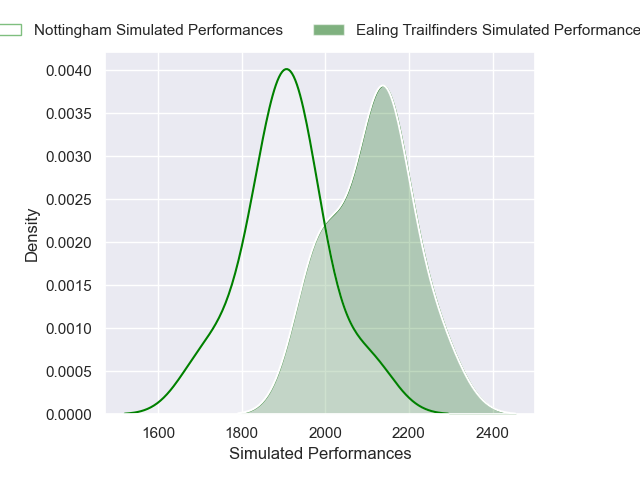 Nottingham Simulated Performances
Ealing Trailfinders Simulated Performance
0.0040
0.0035
0.0030
0.0025
0.0020
0.0015
0.0010
0.0005
0.0000
Density
1600 1800 2000 2200 2400
Simulated Performances